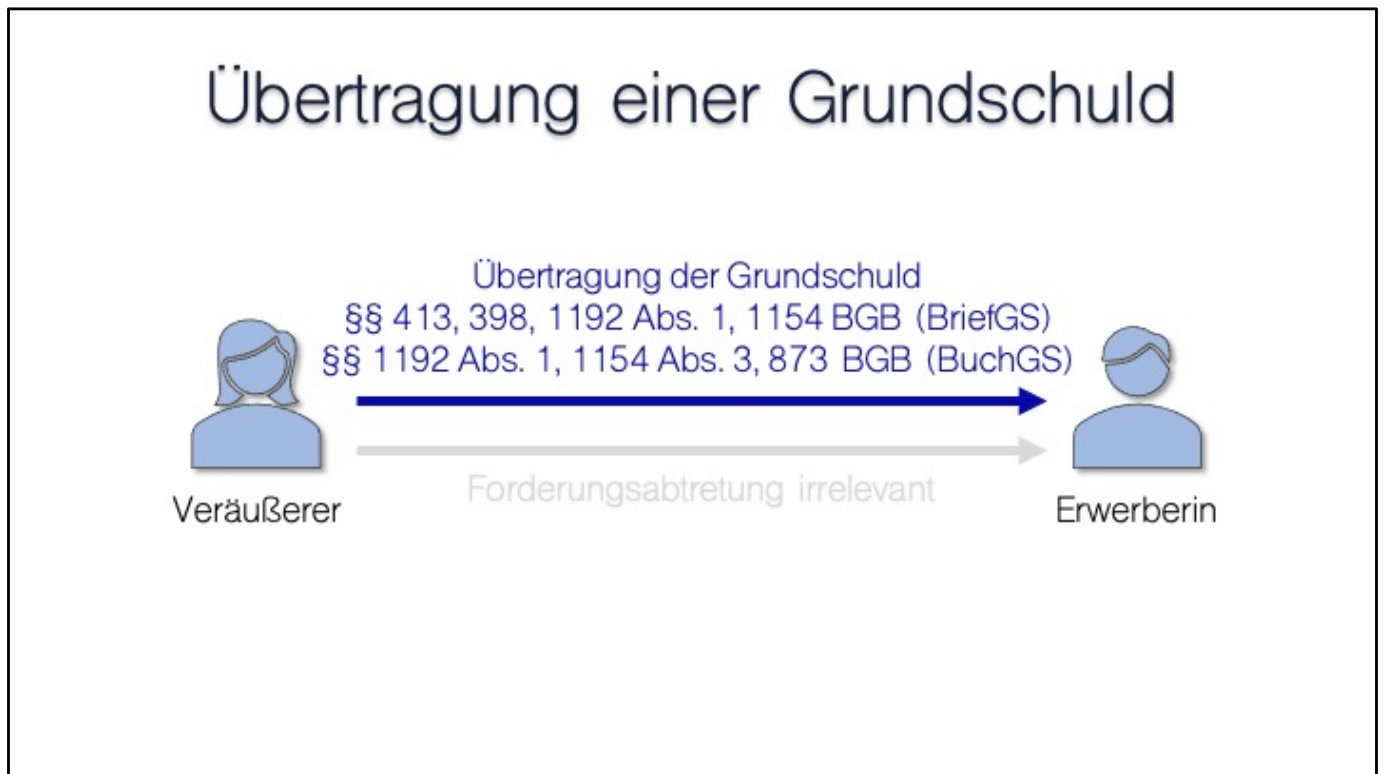 Übertragung einer Grundschuld
Übertragung der Grundschuld
§§ 413, 398, 1192 Abs. 1, 1154 BGB (BriefGS)
§§ 1192 Abs. 1, 1154 Abs. 3, 873 BGB (BuchGS)
Forderungsabtretung irrelevant
Veräußerer
Erwerberin